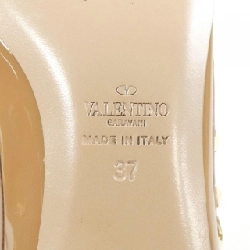 VALENTINO
GARAVANI
MADE IN ITALY
37